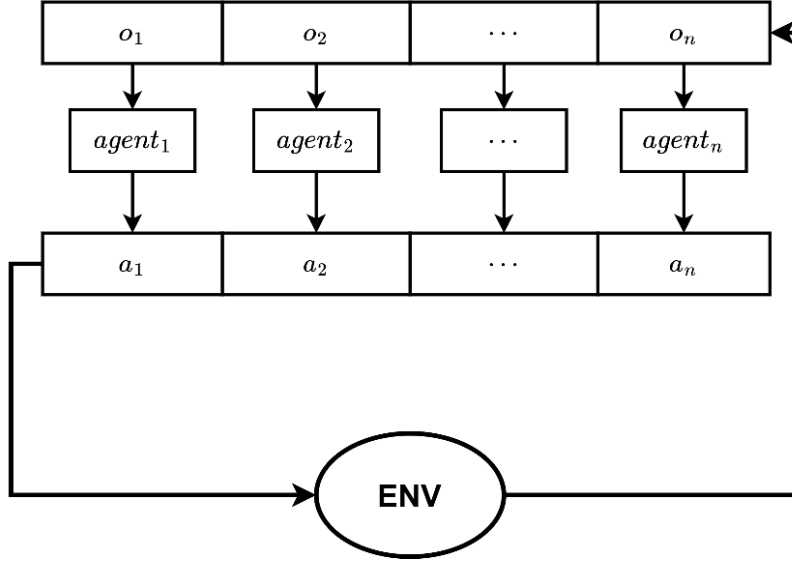 o₁ o₂ ⋯ oₙ
agent₁ agent₂ ⋯ agentₙ
a₁ a₂ ⋯ aₙ
ENV